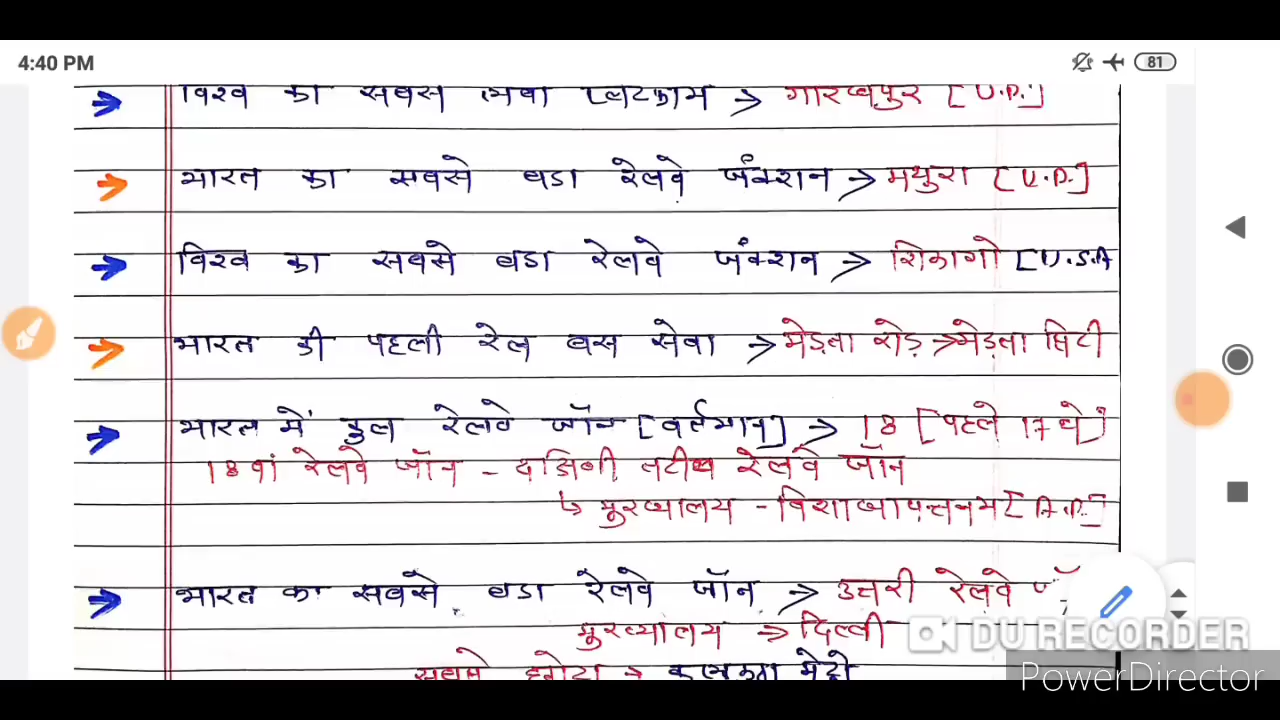 4:40 PM
81
विश्व का सबसे लंबा प्लेटफार्म → गोरखपुर [U.P.]
भारत का सबसे बडा रेलवे जंक्शन → मथुरा [U.P.]
विश्व का सबसे बडा रेलवे जंक्शन → शिकागो [U.S.A
भारत की पहली रेल बस सेवा → मेड़ता रोड़ → मेड़ता सिटी
भारत में कुल रेलवे जॉन [वर्तमान] → 18 [पहले 17 थे]
18वां रेलवे जॉन - दक्षिणी तटीय रेलवे जॉन
↳ मुख्यालय - विशाखापत्तनम [A.P.]
भारत का सबसे बडा रेलवे जॉन → उत्तरी रेलवे
मुख्यालय → दिल्ली
सबसे छोटा → कलकत्ता मेट्रो
DU RECORDER
PowerDirector